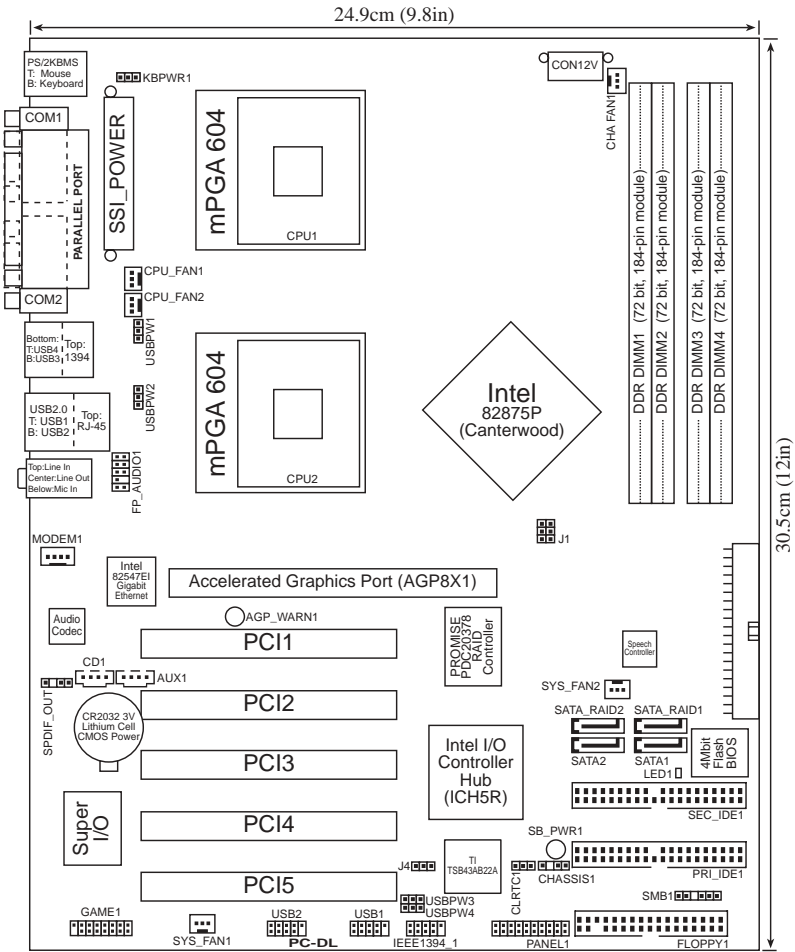 24.9cm (9.8in)
PS/2KBMS
T: Mouse
B: Keyboard
KBPWR1
CON12V
CHA FAN1
COM1
PARALLEL PORT
SSI_POWER
mPGA 604
CPU1
COM2
CPU_FAN1
CPU_FAN2
USBPW1
Bottom:
T:USB4
B:USB3
Top:
1394
USBPW2
USB2.0
T: USB1
B: USB2
Top:
RJ-45
mPGA 604
CPU2
Intel
82875P
(Canterwood)
DDR DIMM1 (72 bit, 184-pin module)
DDR DIMM2 (72 bit, 184-pin module)
DDR DIMM3 (72 bit, 184-pin module)
DDR DIMM4 (72 bit, 184-pin module)
30.5cm (12in)
Top:Line In
Center:Line Out
Below:Mic In
FP_AUDIO1
J1
MODEM1
Intel
82547EI
Gigabit
Ethernet
Accelerated Graphics Port (AGP8X1)
AGP_WARN1
Audio
Codec
PCI1
PROMISE
PDC20378
RAID
Controller
Speech
Controller
CD1
AUX1
SPDIF_OUT
SYS_FAN2
PCI2
SATA_RAID2
SATA_RAID1
CR2032 3V
Lithium Cell
CMOS Power
Intel I/O
Controller
Hub
(ICH5R)
SATA2
SATA1
LED1
4Mbit
Flash
BIOS
PCI3
SEC_IDE1
Super
I/O
PCI4
SB_PWR1
J4
TI
TSB43AB22A
CLRTC1
CHASSIS1
PRI_IDE1
PCI5
USBPW3
USBPW4
SMB1
GAME1
SYS_FAN1
USB2
PC-DL
USB1
IEEE1394_1
PANEL1
FLOPPY1